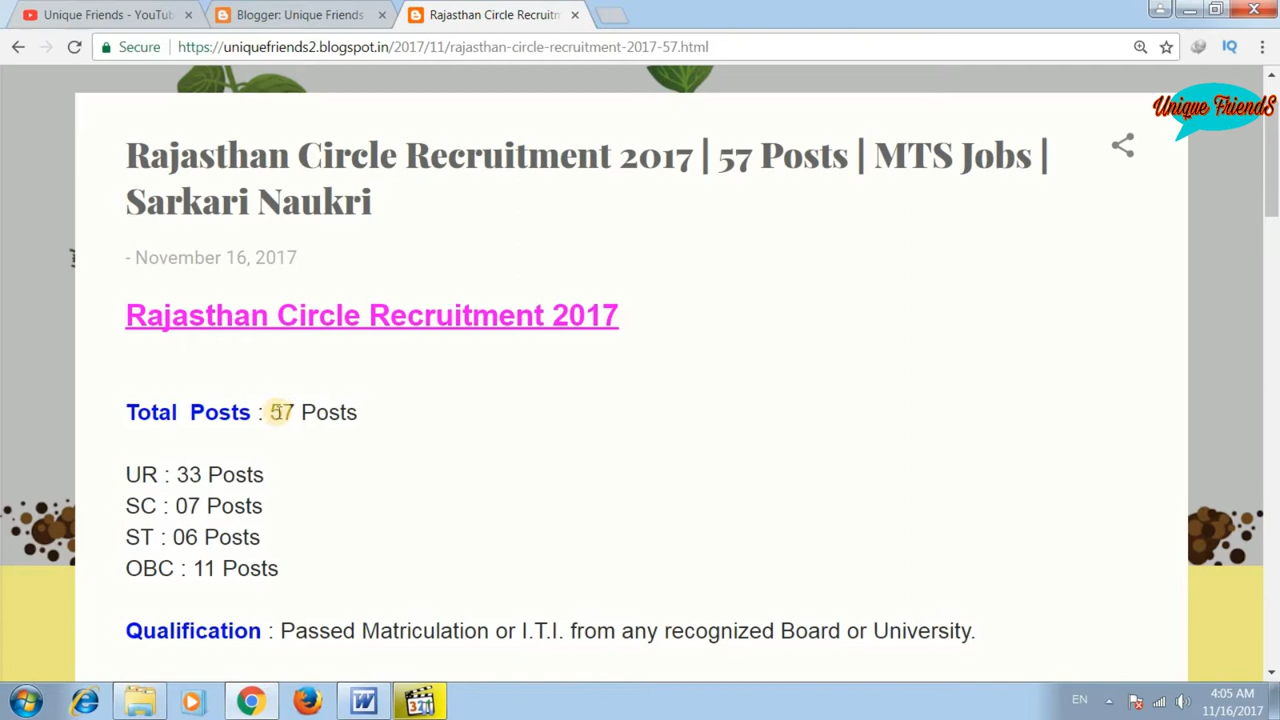 Unique Friends - YouTub
Blogger: Unique Friends
Rajasthan Circle Recruitm
Secure
https://uniquefriends2.blogspot.in/2017/11/rajasthan-circle-recruitment-2017-57.html
IQ
Unique FriendS
Rajasthan Circle Recruitment 2017 | 57 Posts | MTS Jobs |
Sarkari Naukri
- November 16, 2017
Rajasthan Circle Recruitment 2017
Total Posts : 57 Posts
UR : 33 Posts
SC : 07 Posts
ST : 06 Posts
OBC : 11 Posts
Qualification : Passed Matriculation or I.T.I. from any recognized Board or University.
321
EN
4:05 AM
11/16/2017